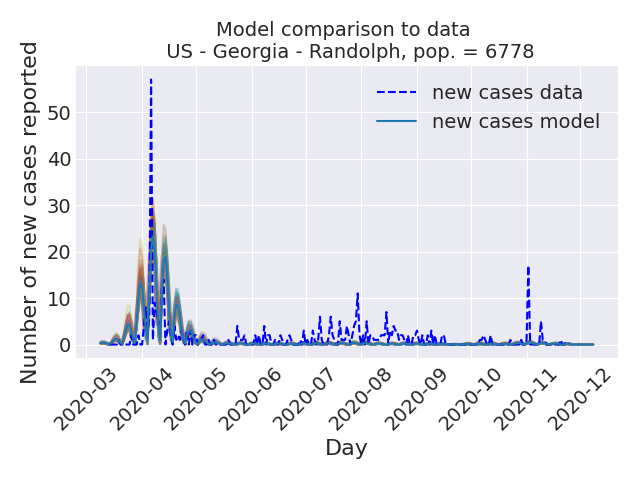 Model comparison to data
US - Georgia - Randolph, pop. = 6778
new cases data
new cases model
Number of new cases reported
50
40
30
20
10
0
2020-03
2020-04
2020-05
2020-06
2020-07
2020-08
2020-09
2020-10
2020-11
2020-12
Day